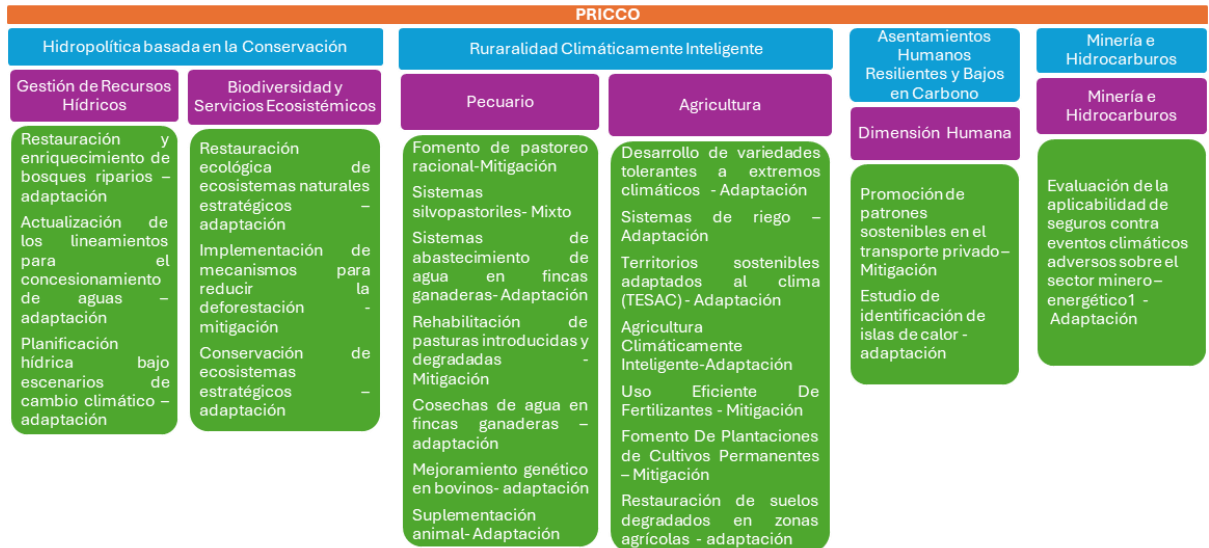 PRICCO
Hidropolítica basada en la Conservación
Gestión de Recursos
Hídricos
Restauración y
enriquecimiento de
bosques riparios –
adaptación
Actualización de
los lineamientos
para el
concesionamiento
de aguas –
adaptación
Planificación
hídrica bajo
escenarios de
cambio climático –
adaptación
Biodiversidad y
Servicios Ecosistémicos
Restauración
ecológica de
ecosistemas naturales
estratégicos –
adaptación
Implementación de
mecanismos para
reducir la
deforestación -
mitigación
Conservación de
ecosistemas
estratégicos –
adaptación
Ruraralidad Climáticamente Inteligente
Pecuario
Fomento de pastoreo
racional-Mitigación
Sistemas
silvopastoriles- Mixto
Sistemas de
abastecimiento de
agua en fincas
ganaderas- Adaptación
Rehabilitación de
pasturas introducidas y
degradadas -
Mitigación
Cosechas de agua en
fincas ganaderas –
adaptación
Mejoramiento genético
en bovinos- adaptación
Suplementación
animal- Adaptación
Agricultura
Desarrollo de variedades
tolerantes a extremos
climáticos - Adaptación
Sistemas de riego –
Adaptación
Territorios sostenibles
adaptados al clima
(TESAC) - Adaptación
Agricultura
Climáticamente
Inteligente-Adaptación
Uso Eficiente De
Fertilizantes - Mitigación
Fomento De Plantaciones
de Cultivos Permanentes
– Mitigación
Restauración de suelos
degradados en zonas
agrícolas - adaptación
Asentamientos
Humanos
Resilientes y Bajos
en Carbono
Dimensión Humana
Promoción de
patrones
sostenibles en el
transporte privado –
Mitigación
Estudio de
identificación de
islas de calor -
adaptación
Minería e
Hidrocarburos
Minería e
Hidrocarburos
Evaluación de la
aplicabilidad de
seguros contra
eventos climáticos
adversos sobre el
sector minero –
energético1 -
Adaptación